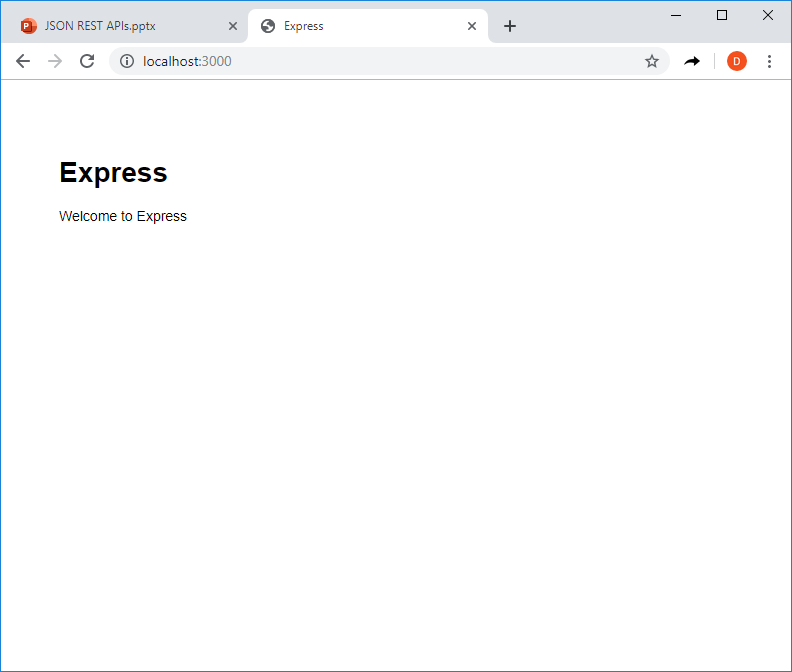 JSON REST APIs.pptx
Express
localhost:3000
D
Express
Welcome to Express